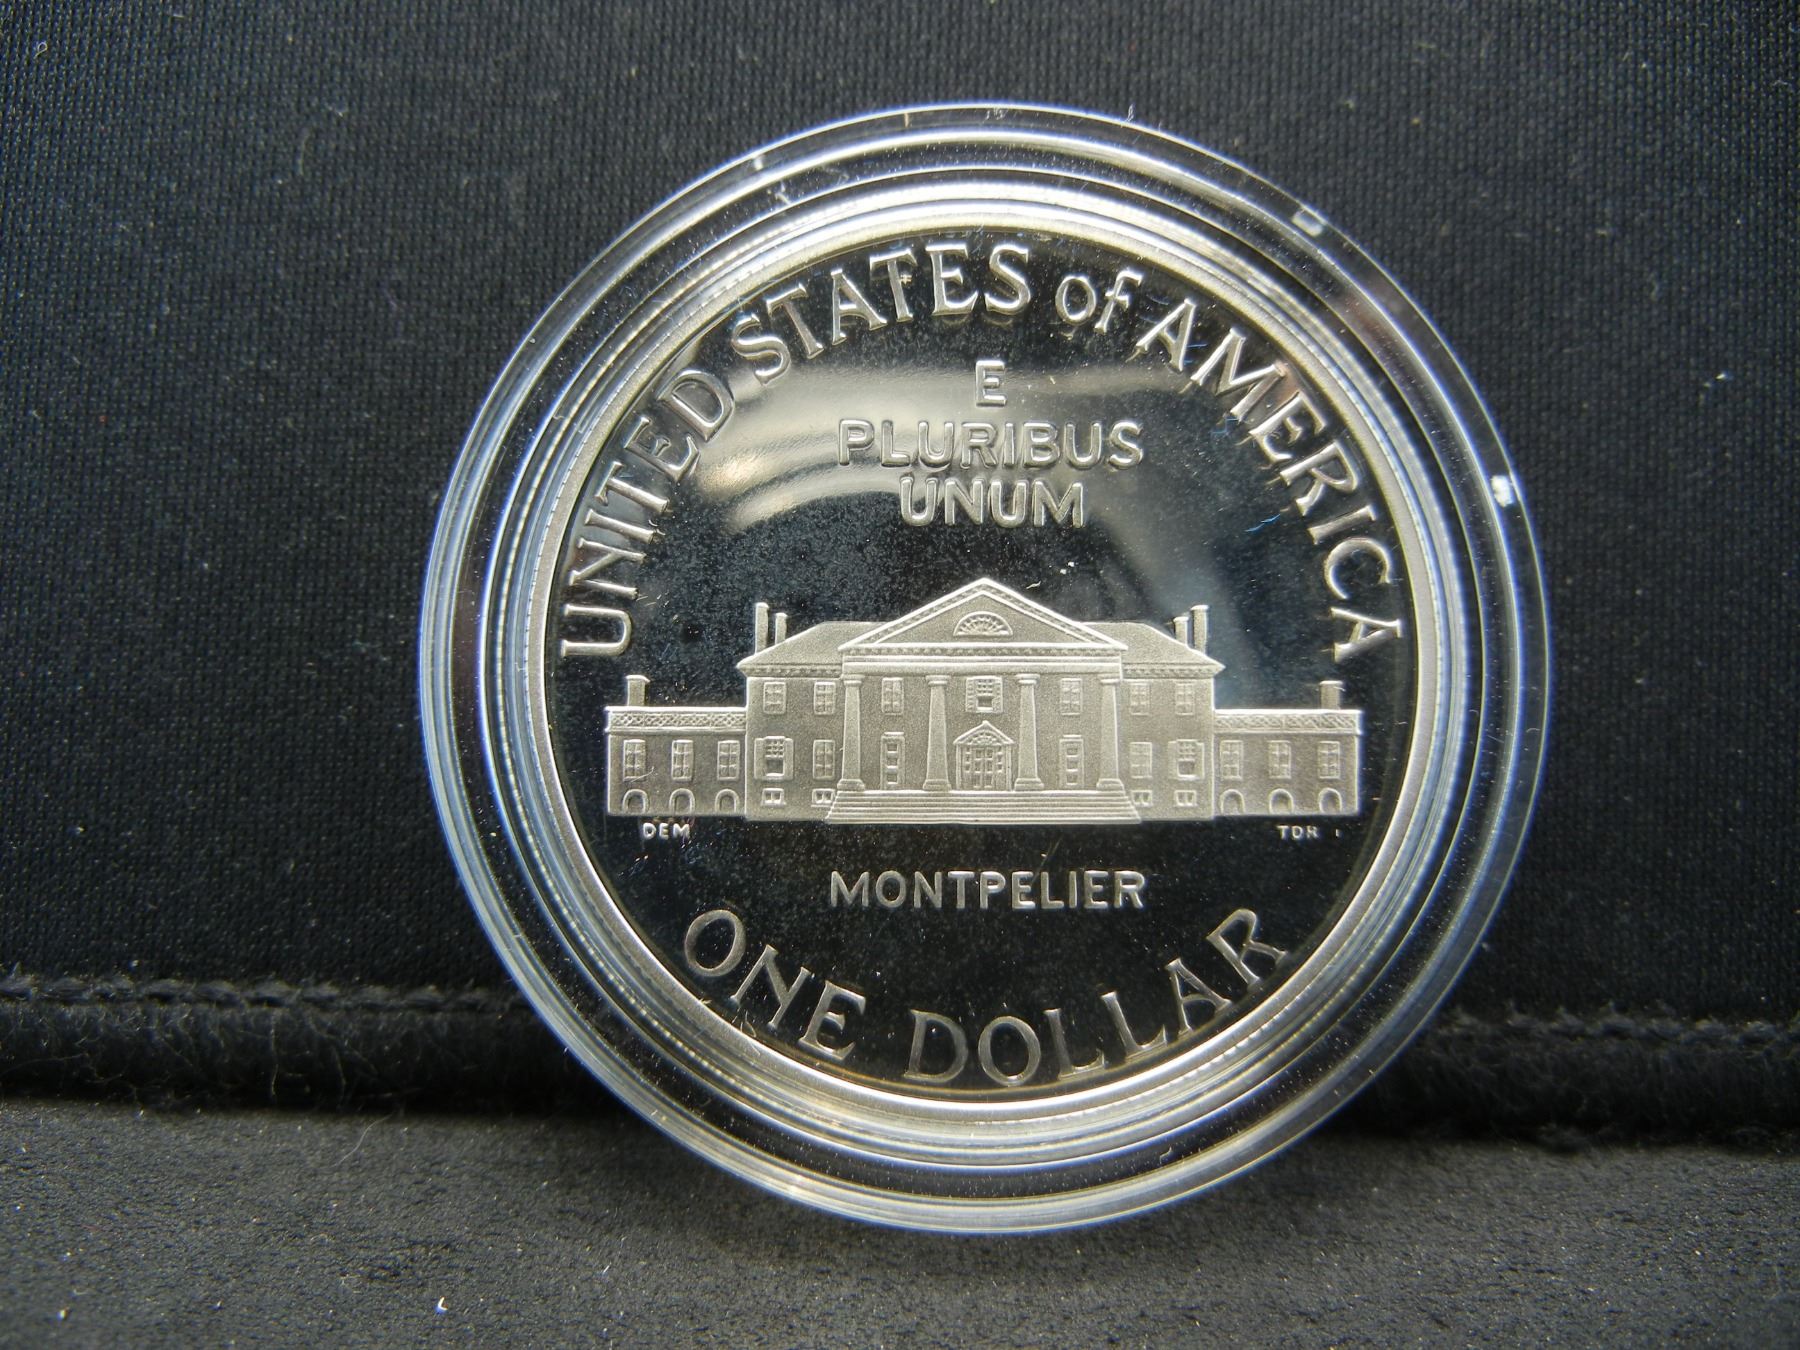 UNITED STATES of AMERICA
E
PLURIBUS
UNUM
DEM
TDR
MONTPELIER
ONE DOLLAR